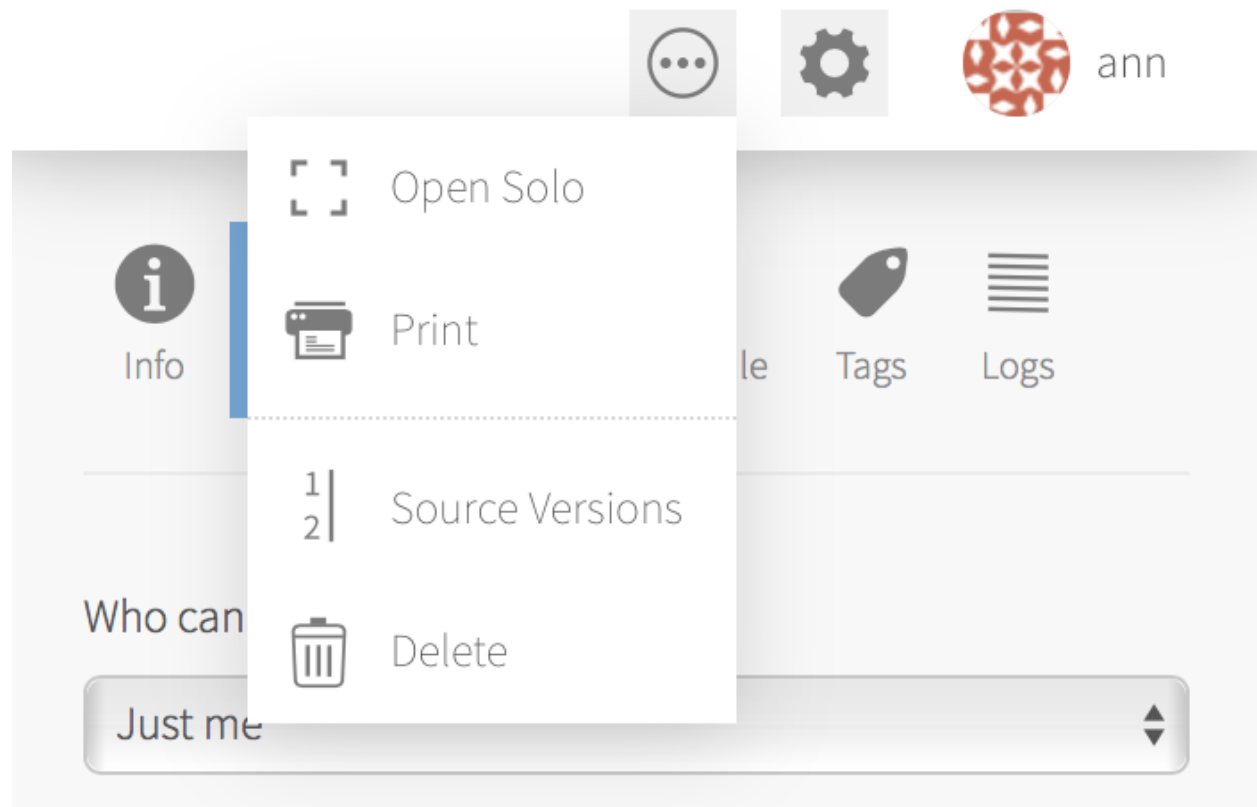 ann
Open Solo
Print
Info
le
Tags
Logs
1
2
Source Versions
Who can
Delete
Just me